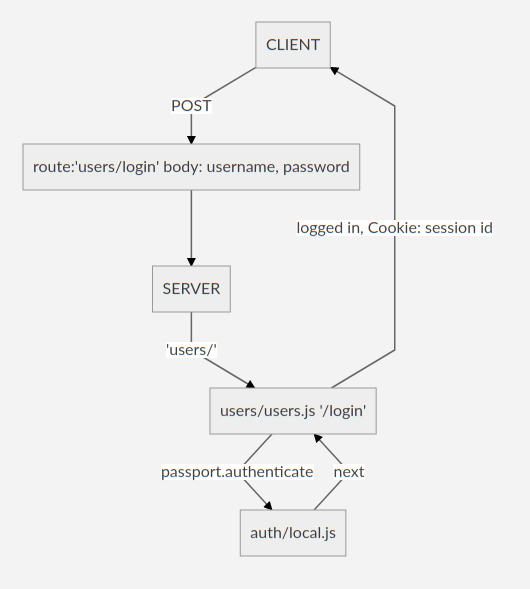 CLIENT
POST
route:'users/login' body: username, password
logged in, Cookie: session id
SERVER
'users/'
users/users.js '/login'
passport.authenticate
next
auth/local.js